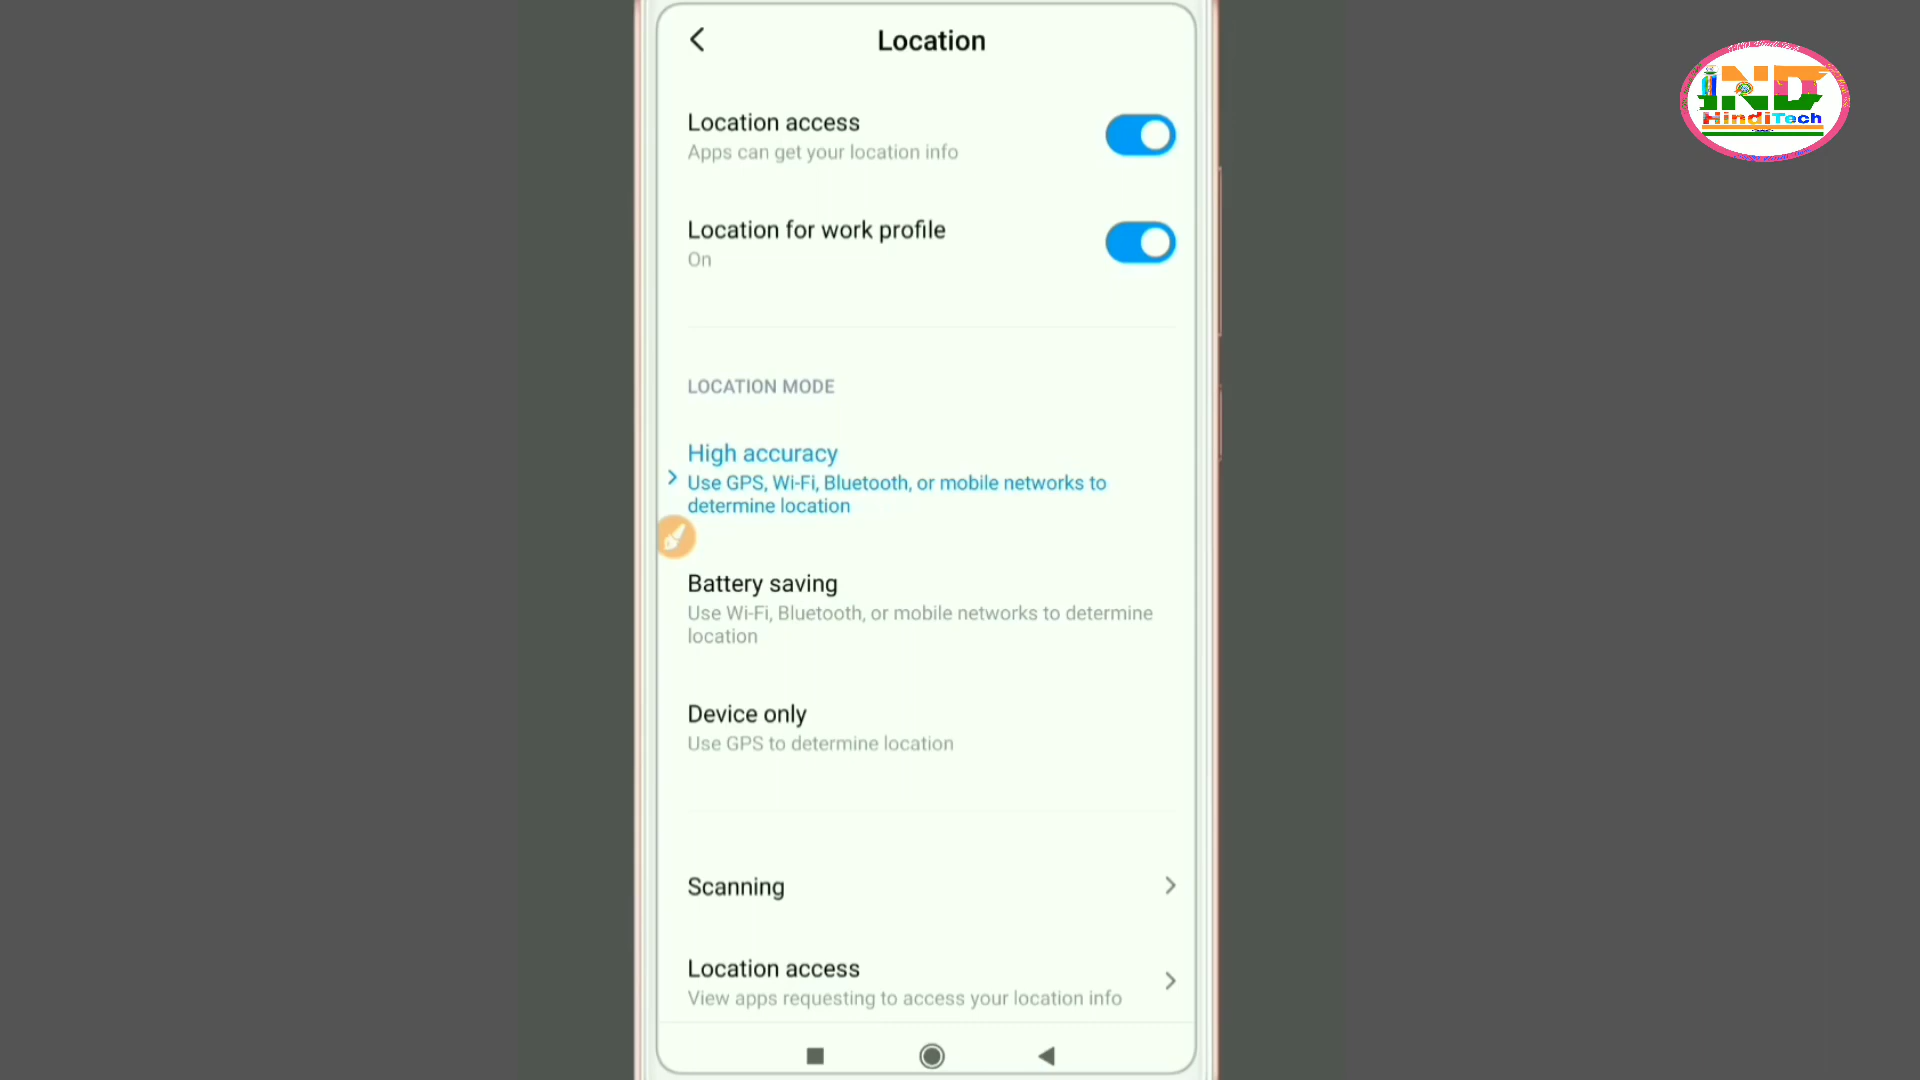 Location
Location access
Apps can get your location info
Location for work profile
On
LOCATION MODE
High accuracy
Use GPS, Wi-Fi, Bluetooth, or mobile networks to
determine location
Battery saving
Use Wi-Fi, Bluetooth, or mobile networks to determine
location
Device only
Use GPS to determine location
Scanning
Location access
View apps requesting to access your location info
iND
HindiTech